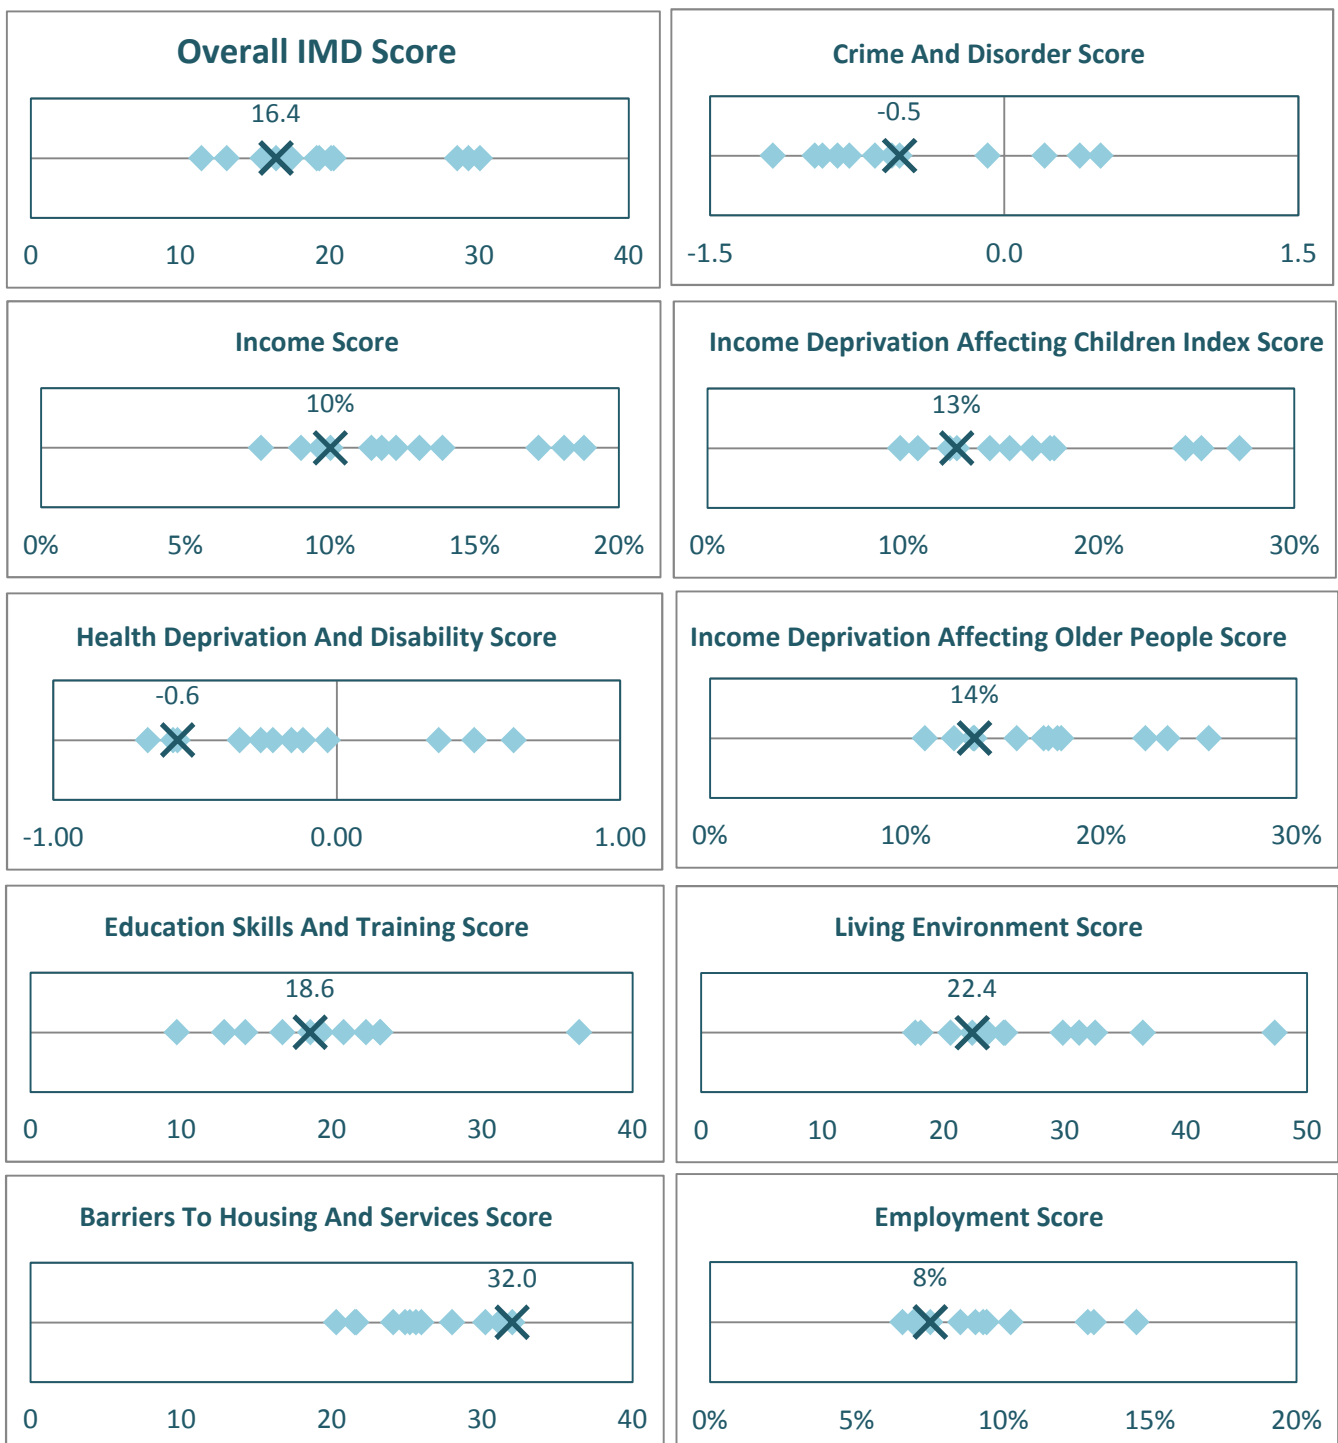 Overall IMD Score
16.4
0 10 20 30 40
Crime And Disorder Score
-0.5
-1.5 0.0 1.5
Income Score
10%
0% 5% 10% 15% 20%
Income Deprivation Affecting Children Index Score
13%
0% 10% 20% 30%
Health Deprivation And Disability Score
-0.6
-1.00 0.00 1.00
Income Deprivation Affecting Older People Score
14%
0% 10% 20% 30%
Education Skills And Training Score
18.6
0 10 20 30 40
Living Environment Score
22.4
0 10 20 30 40 50
Barriers To Housing And Services Score
32.0
0 10 20 30 40
Employment Score
8%
0% 5% 10% 15% 20%